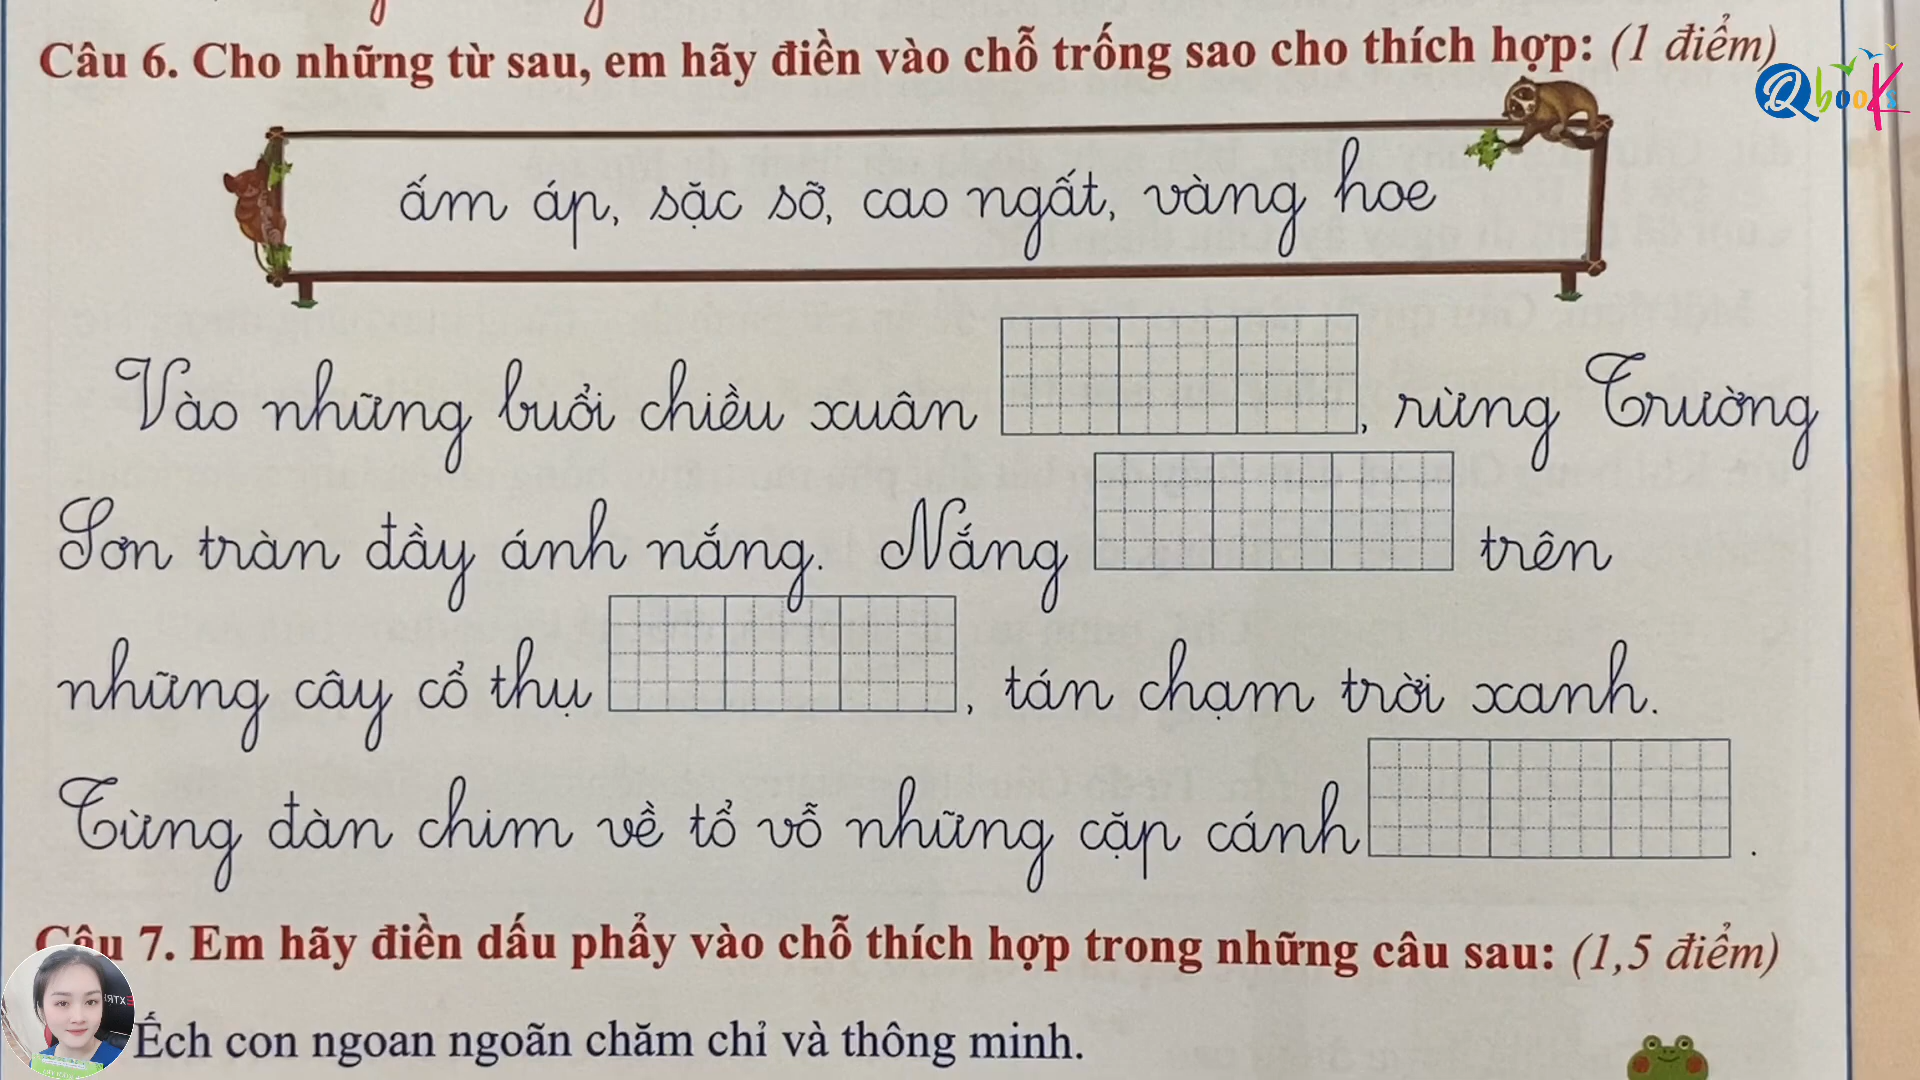 Câu 6. Cho những từ sau, em hãy điền vào chỗ trống sao cho thích hợp: (1 điểm)
Qbooks
ấm áp, sặc sỡ, cao ngất, vàng hoe
Vào những buổi chiều xuân , rừng Trường
Sơn tràn đầy ánh nắng. Nắng trên
những cây cổ thụ , tán chạm trời xanh.
Từng đàn chim về tổ vỗ những cặp cánh .
Câu 7. Em hãy điền dấu phẩy vào chỗ thích hợp trong những câu sau: (1,5 điểm)
Ếch con ngoan ngoãn chăm chỉ và thông minh.